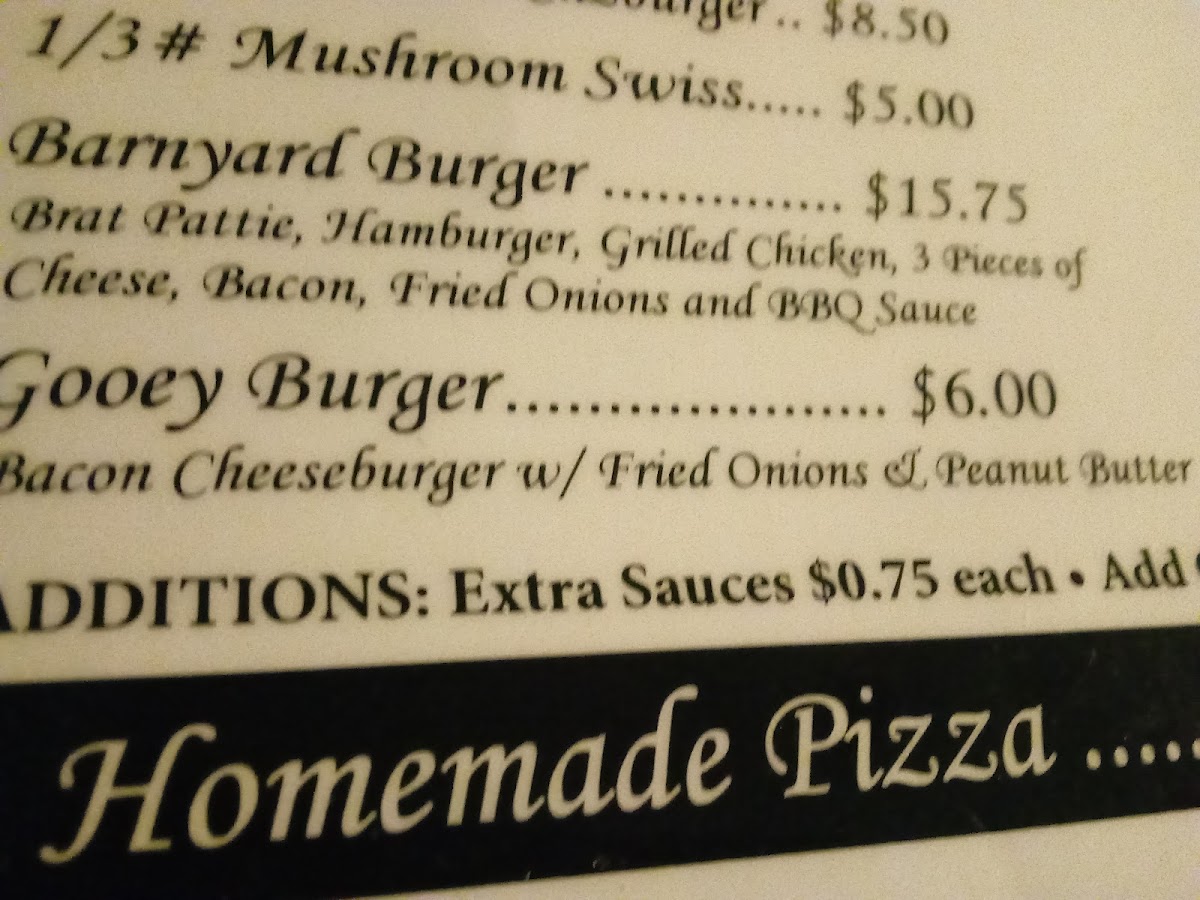 .. $8.50
1/3# Mushroom Swiss..... $5.00
Barnyard Burger .............. $15.75
Brat Pattie, Hamburger, Grilled Chicken, 3 Pieces of
Cheese, Bacon, Fried Onions and BBQ Sauce
Gooey Burger.................... $6.00
Bacon Cheeseburger w/ Fried Onions & Peanut Butter
ADDITIONS: Extra Sauces $0.75 each • Add
Homemade Pizza .....